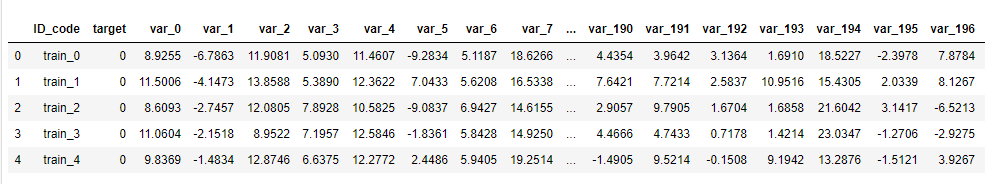 ID_code target var_0 var_1 var_2 var_3 var_4 var_5 var_6 var_7 ... var_190 var_191 var_192 var_193 var_194 var_195 var_196
0 train_0 0 8.9255 -6.7863 11.9081 5.0930 11.4607 -9.2834 5.1187 18.6266 ... 4.4354 3.9642 3.1364 1.6910 18.5227 -2.3978 7.8784
1 train_1 0 11.5006 -4.1473 13.8588 5.3890 12.3622 7.0433 5.6208 16.5338 ... 7.6421 7.7214 2.5837 10.9516 15.4305 2.0339 8.1267
2 train_2 0 8.6093 -2.7457 12.0805 7.8928 10.5825 -9.0837 6.9427 14.6155 ... 2.9057 9.7905 1.6704 1.6858 21.6042 3.1417 -6.5213
3 train_3 0 11.0604 -2.1518 8.9522 7.1957 12.5846 -1.8361 5.8428 14.9250 ... 4.4666 4.7433 0.7178 1.4214 23.0347 -1.2706 -2.9275
4 train_4 0 9.8369 -1.4834 12.8746 6.6375 12.2772 2.4486 5.9405 19.2514 ... -1.4905 9.5214 -0.1508 9.1942 13.2876 -1.5121 3.9267